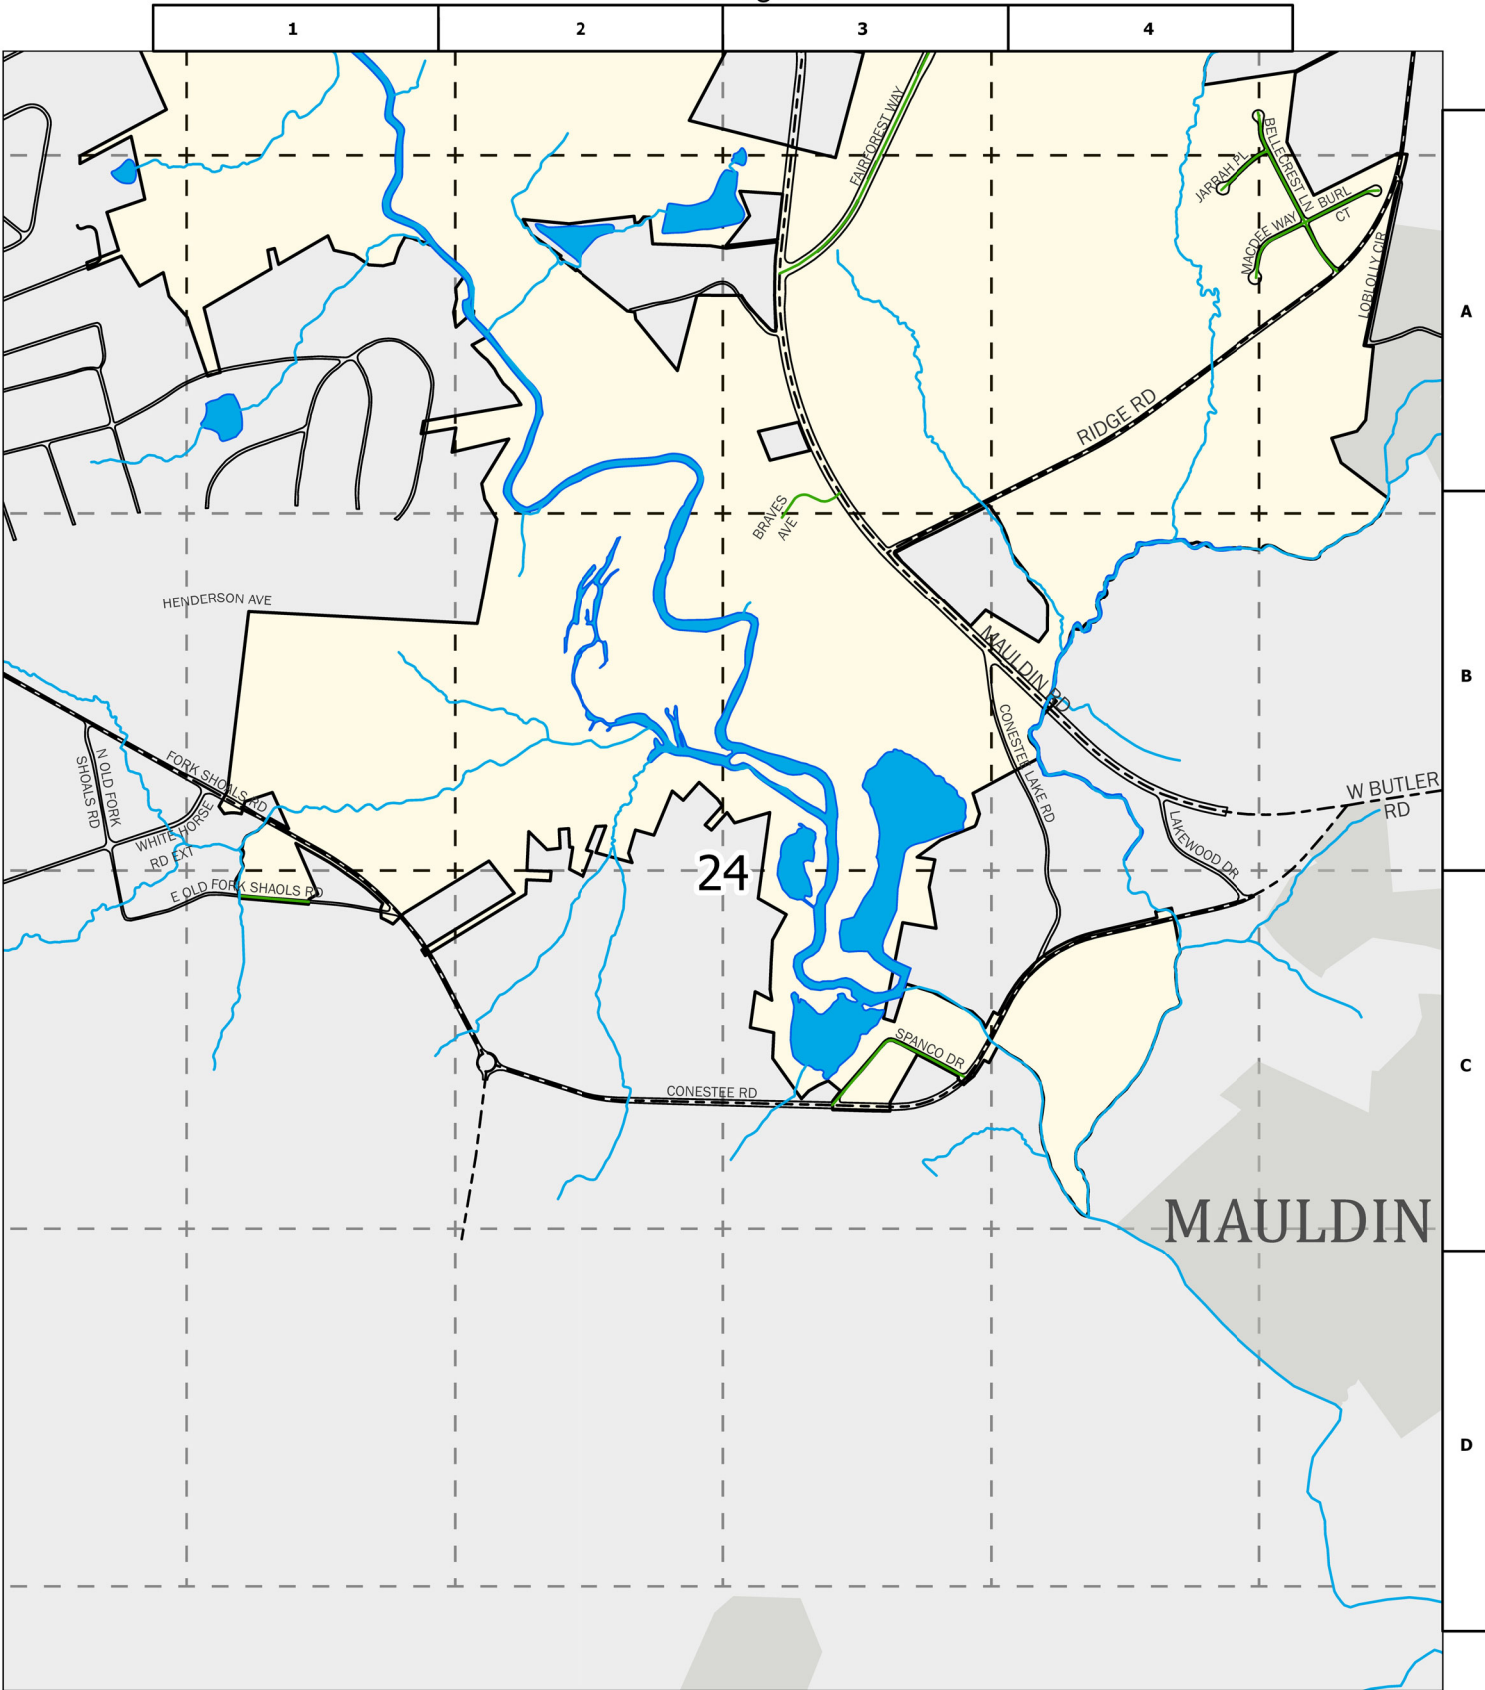 1
2
3
4
FAIRFOREST WAY
BELLECREST LN
JARRAH PL
BURL
CT
MACDEE WAY
LOBLOLLY CIR
A
RIDGE RD
BRAVES
AVE
HENDERSON AVE
MAULDIN RD
B
CONESTEE LAKE RD
FORK SHOALS RD
N OLD FORK
SHOALS RD
WHITE HORSE
RD EXT
W BUTLER
RD
LAKEWOOD DR
24
E OLD FORK SHAOLS RD
SPANCO DR
C
CONESTEE RD
MAULDIN
D